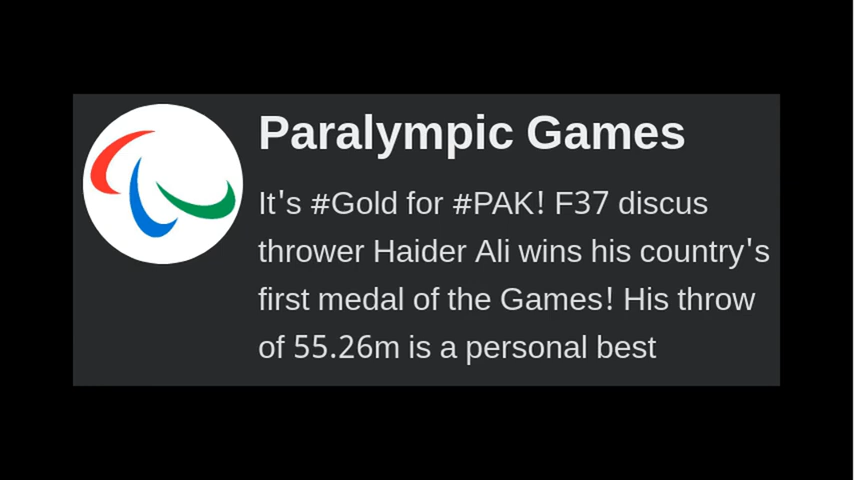 Paralympic Games
It's #Gold for #PAK! F37 discus
thrower Haider Ali wins his country's
first medal of the Games! His throw
of 55.26m is a personal best